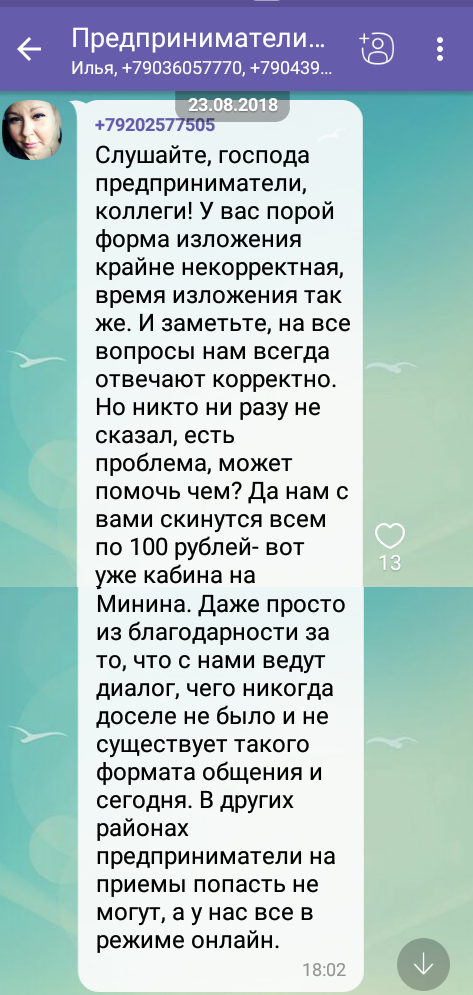 Предприниматели...
Илья, +79036057770, +790439...
23.08.2018
+79202577505
Слушайте, господа
предприниматели,
коллеги! У вас порой
форма изложения
крайне некорректная,
время изложения так
же. И заметьте, на все
вопросы нам всегда
отвечают корректно.
Но никто ни разу не
сказал, есть
проблема, может
помочь чем? Да нам с
вами скинутся всем
по 100 рублей- вот
уже кабина на
13
Минина. Даже просто
из благодарности за
то, что с нами ведут
диалог, чего никогда
доселе не было и не
существует такого
формата общения и
сегодня. В других
районах
предприниматели на
приемы попасть не
могут, а у нас все в
режиме онлайн.
18:02